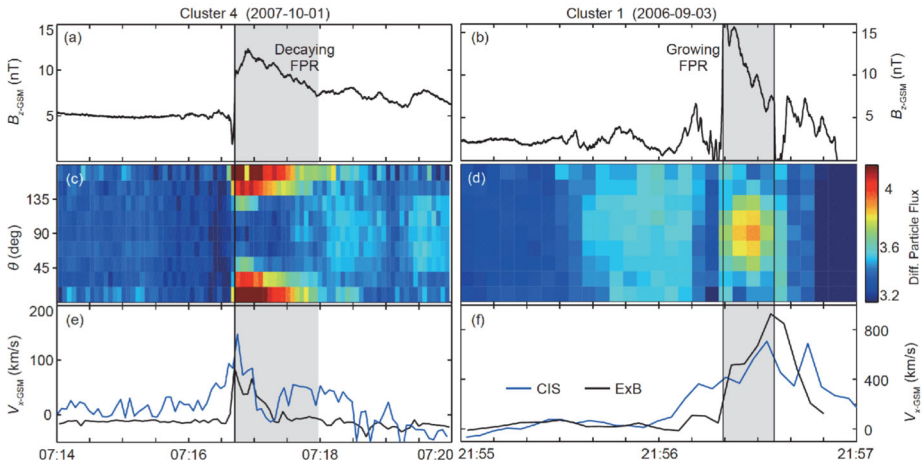 Cluster 4 (2007-10-01)
Cluster 1 (2006-09-03)
(a)
Decaying
FPR
15
10
5
B z-GSM (nT)
(b)
Growing
FPR
15
10
5
0
B z-GSM (nT)
(c)
135
90
45
θ (deg)
(d)
4
3.6
3.2
Diff. Particle Flux
(e)
200
100
0
V x-GSM (km/s)
07:14
07:16
07:18
07:20
(f)
CIS
ExB
800
400
0
V x-GSM (km/s)
21:55
21:56
21:57